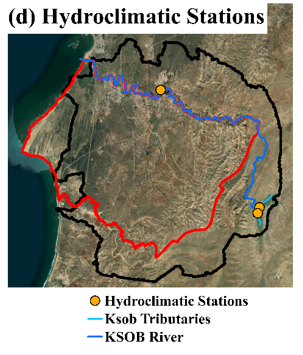 (d) Hydroclimatic Stations
Hydroclimatic Stations
Ksob Tributaries
KSOB River